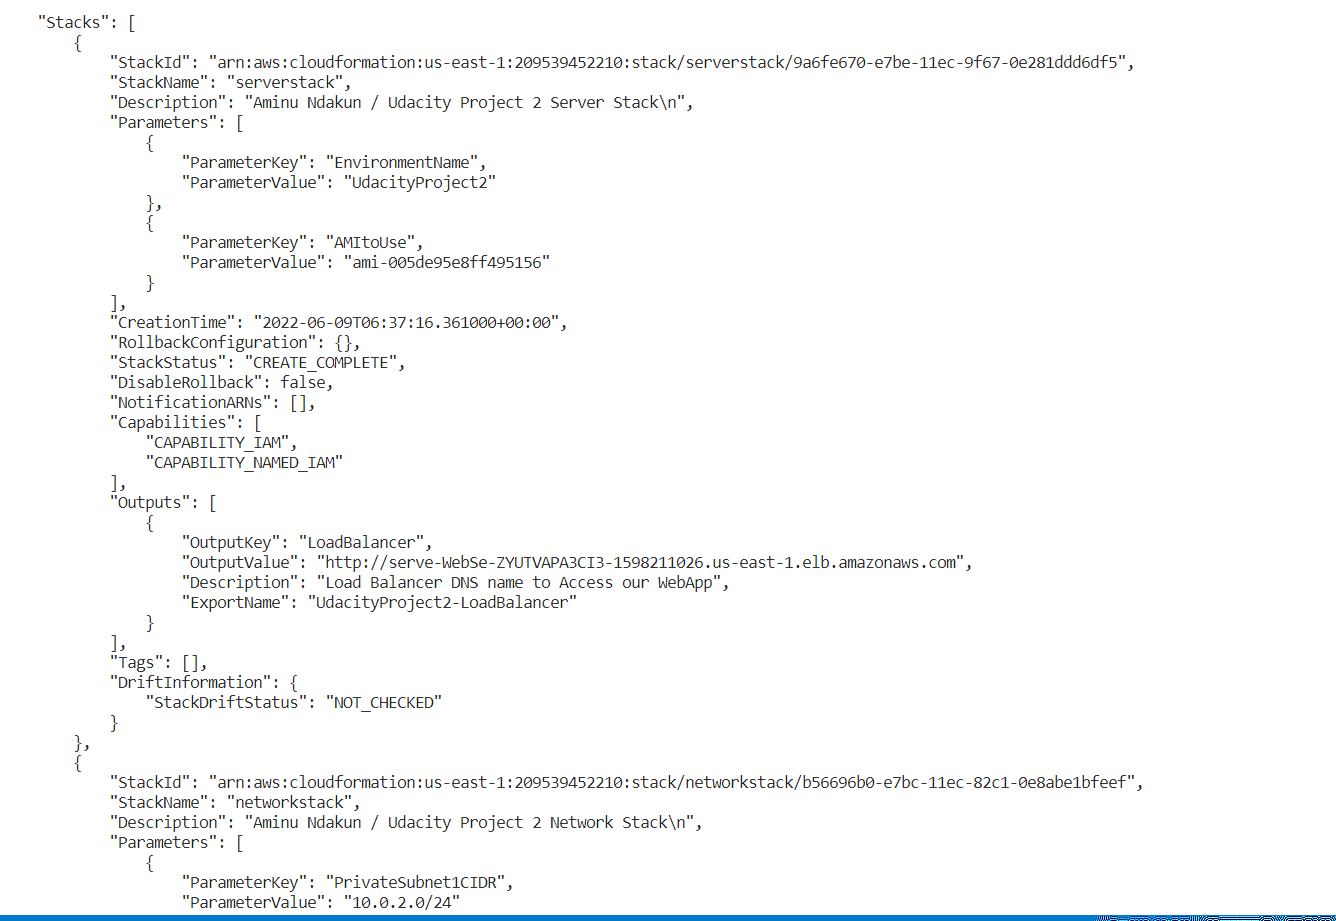 "Stacks": [
{
"StackId": "arn:aws:cloudformation:us-east-1:209539452210:stack/serverstack/9a6fe670-e7be-11ec-9f67-0e281ddd6df5",
"StackName": "serverstack",
"Description": "Aminu Ndakun / Udacity Project 2 Server Stack\n",
"Parameters": [
{
"ParameterKey": "EnvironmentName",
"ParameterValue": "UdacityProject2"
},
{
"ParameterKey": "AMItoUse",
"ParameterValue": "ami-005de95e8ff495156"
}
],
"CreationTime": "2022-06-09T06:37:16.361000+00:00",
"RollbackConfiguration": {},
"StackStatus": "CREATE_COMPLETE",
"DisableRollback": false,
"NotificationARNs": [],
"Capabilities": [
"CAPABILITY_IAM",
"CAPABILITY_NAMED_IAM"
],
"Outputs": [
{
"OutputKey": "LoadBalancer",
"OutputValue": "http://serve-WebSe-ZYUTVAPA3CI3-1598211026.us-east-1.elb.amazonaws.com",
"Description": "Load Balancer DNS name to Access our WebApp",
"ExportName": "UdacityProject2-LoadBalancer"
}
],
"Tags": [],
"DriftInformation": {
"StackDriftStatus": "NOT_CHECKED"
}
},
{
"StackId": "arn:aws:cloudformation:us-east-1:209539452210:stack/networkstack/b56696b0-e7bc-11ec-82c1-0e8abe1bfeef",
"StackName": "networkstack",
"Description": "Aminu Ndakun / Udacity Project 2 Network Stack\n",
"Parameters": [
{
"ParameterKey": "PrivateSubnet1CIDR",
"ParameterValue": "10.0.2.0/24"